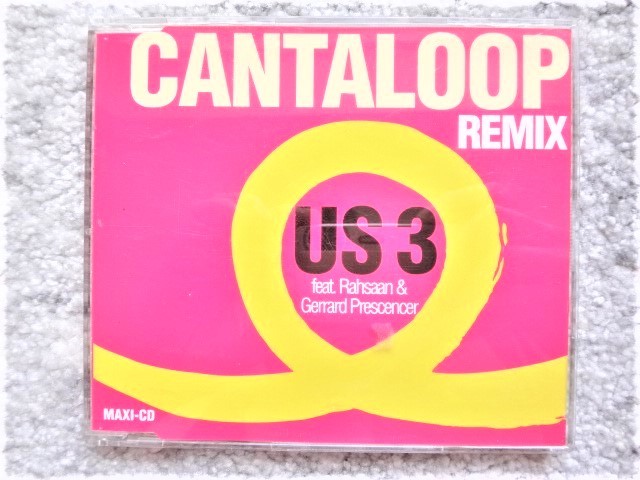 CANTALOOP
REMIX
US 3
feat. Rahsaan &
Gerrard Prescencer
MAXI-CD